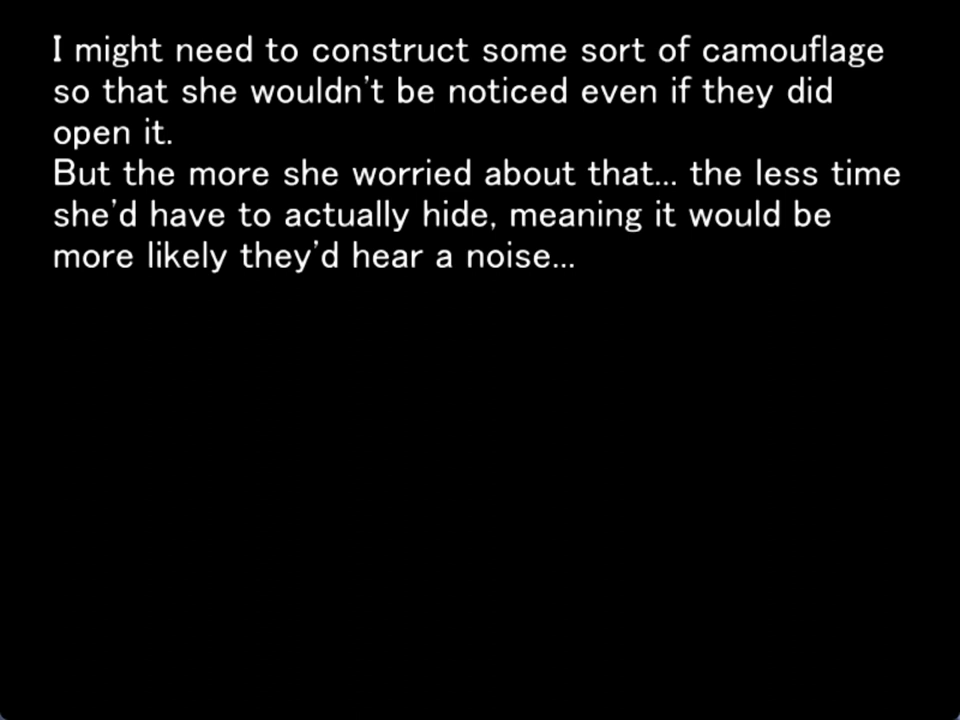 I might need to construct some sort of camouflage
so that she wouldn't be noticed even if they did
open it.
But the more she worried about that... the less time
she'd have to actually hide, meaning it would be
more likely they'd hear a noise...